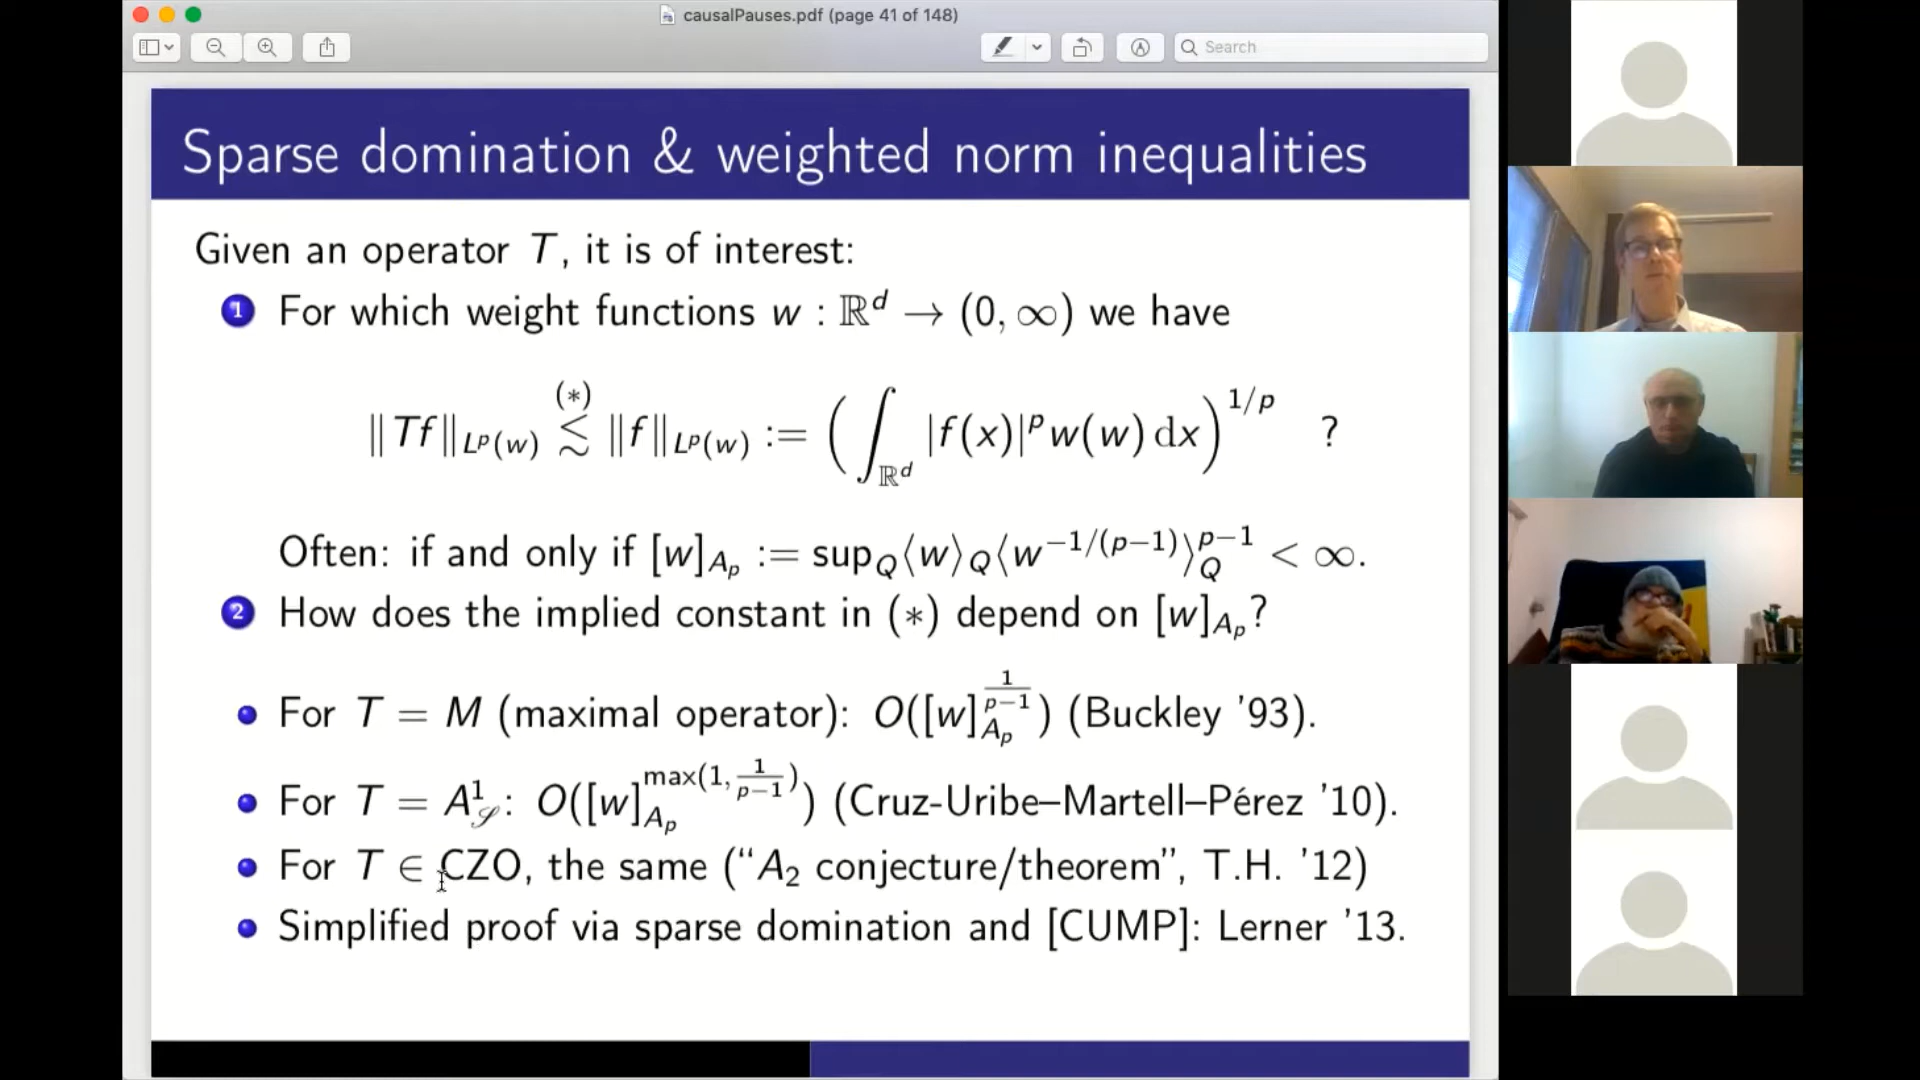 causalPauses.pdf (page 41 of 148)
Search
Sparse domination & weighted norm inequalities
Given an operator T, it is of interest:
1 For which weight functions w : ℝ^d → (0, ∞) we have
‖Tf‖_{L^p(w)} ≲^{(*)} ‖f‖_{L^p(w)} := (∫_{ℝ^d} |f(x)|^p w(w) dx)^{1/p} ?
Often: if and only if [w]_{A_p} := sup_Q⟨w⟩_Q⟨w^{−1/(p−1)}⟩_Q^{p−1} < ∞.
2 How does the implied constant in (*) depend on [w]_{A_p}?
• For T = M (maximal operator): O([w]_{A_p}^{\frac{1}{p−1}}) (Buckley '93).
• For T = A^1_𝒮: O([w]_{A_p}^{max(1,\frac{1}{p−1})}) (Cruz-Uribe–Martell–Pérez '10).
• For T ∈ CZO, the same (“A_2 conjecture/theorem”, T.H. '12)
• Simplified proof via sparse domination and [CUMP]: Lerner '13.